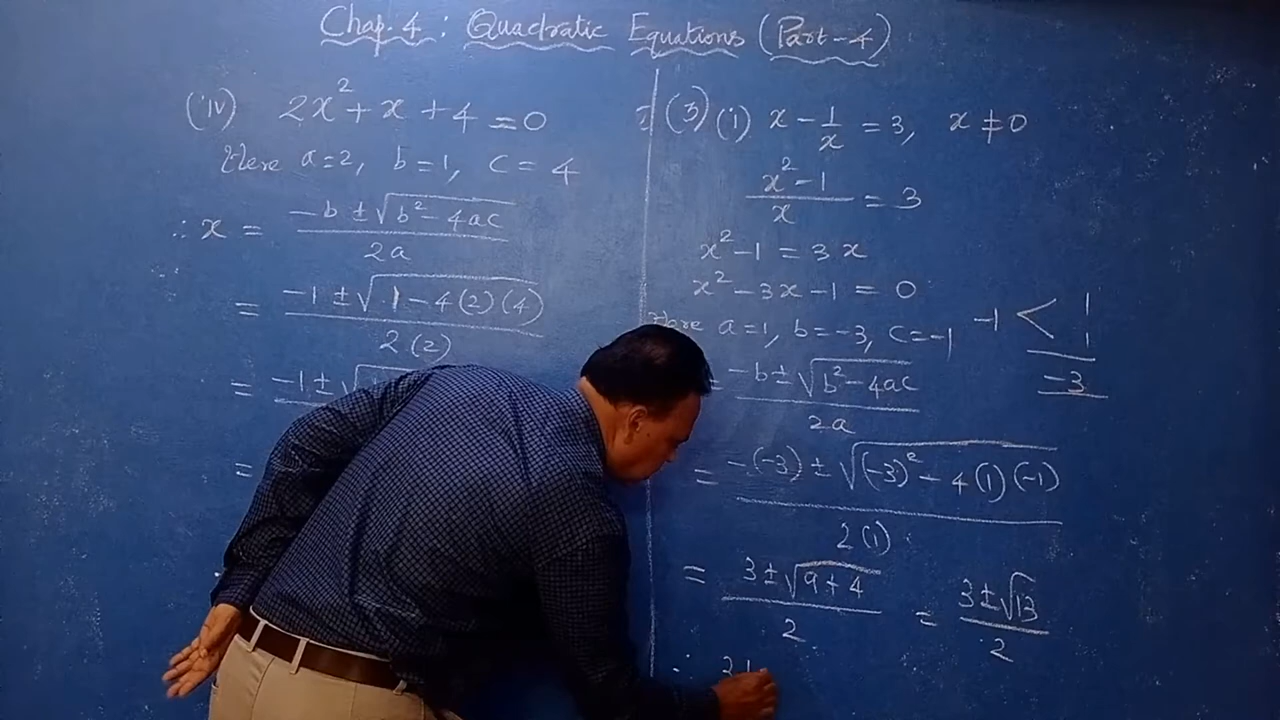 Chap. 4 : Quadratic Equations (Part-4)
(iv) 2x² + x + 4 = 0
Here a=2, b=1, c=4
∴ x = (-b ± √(b² - 4ac)) / 2a
= (-1 ± √(1 - 4(2)(4))) / 2(2)
= -1 ± √
=
(3) (i) x - 1/x = 3, x ≠ 0
(x² - 1)/x = 3
x² - 1 = 3x
x² - 3x - 1 = 0
Here a=1, b=-3, c=-1
-1 < 1
1
-3
= (-b ± √(b² - 4ac)) / 2a
= (-(-3) ± √((-3)² - 4(1)(-1))) / 2(1)
= (3 ± √(9+4)) / 2 = (3 ± √13) / 2
∴ 3